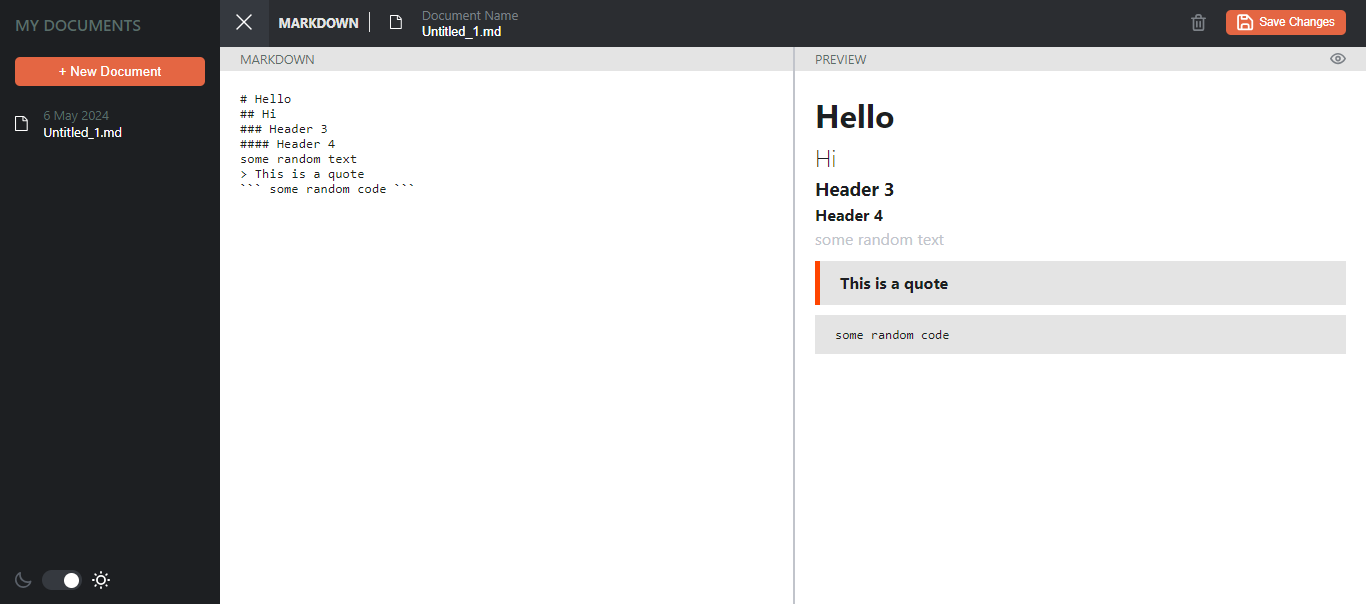 MY DOCUMENTS
+ New Document
6 May 2024
Untitled_1.md
MARKDOWN
Document Name
Untitled_1.md
Save Changes
MARKDOWN
# Hello
## Hi
### Header 3
#### Header 4
some random text
> This is a quote
``` some random code ```
PREVIEW
Hello
Hi
Header 3
Header 4
some random text
This is a quote
some random code